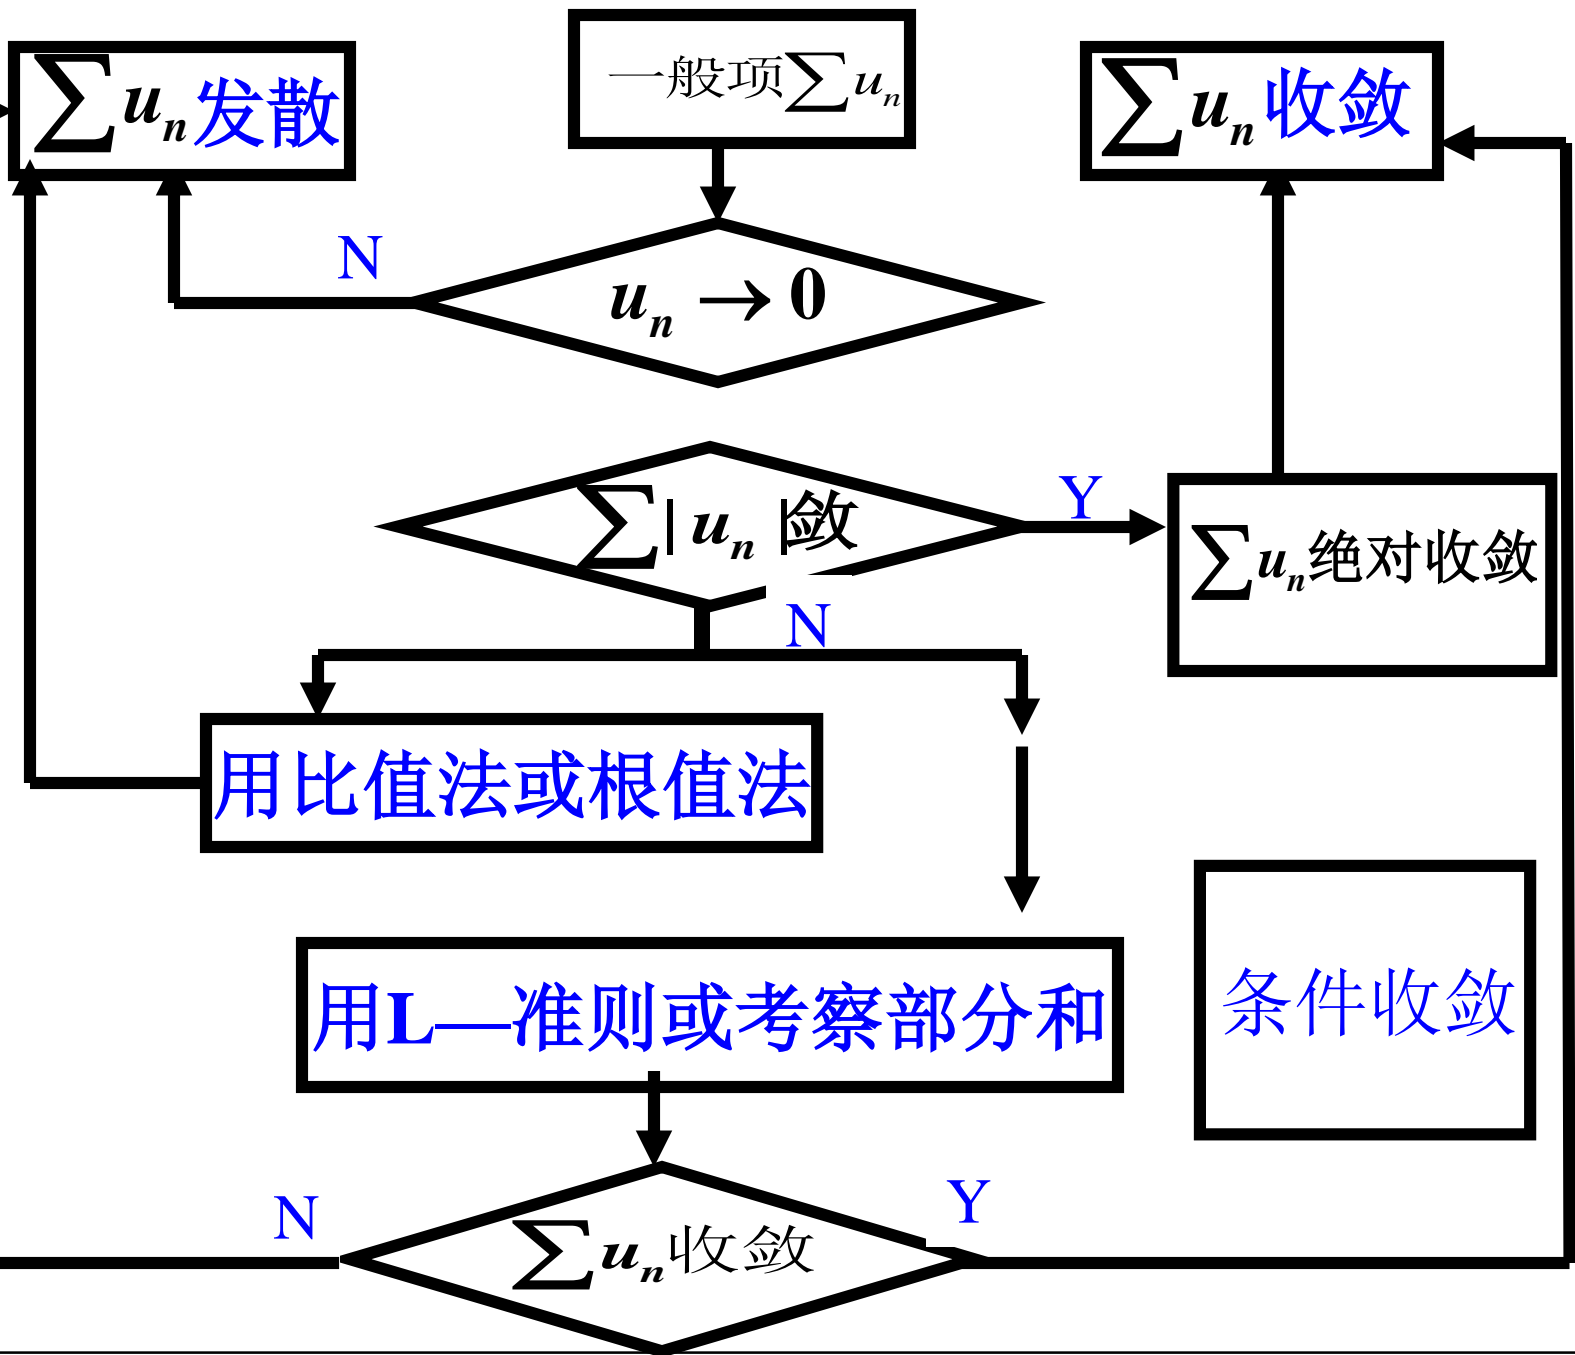 ∑uₙ发散
一般项∑uₙ
∑uₙ收敛
N
uₙ → 0
∑| uₙ |敛
Y
∑uₙ绝对收敛
N
用比值法或根值法
用L—准则或考察部分和
条件收敛
N
Y
∑uₙ收敛